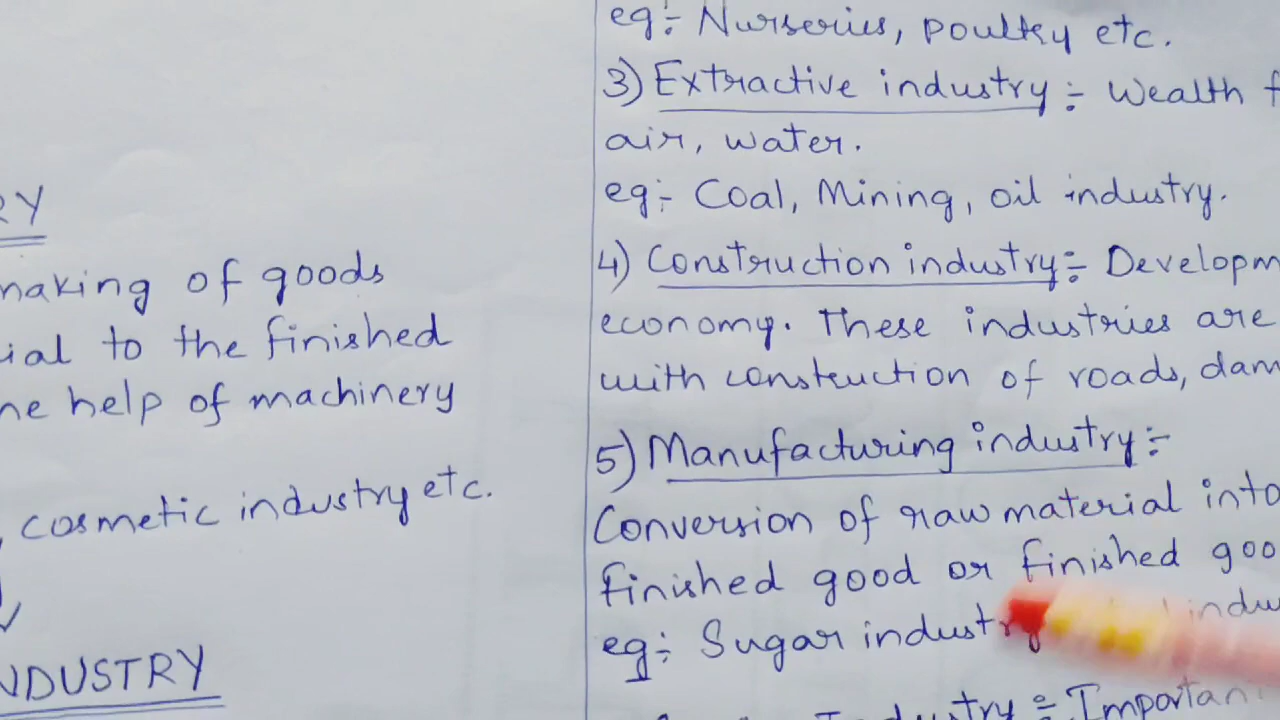 RY
making of goods
ial to the finished
he help of machinery
, cosmetic industry etc.
INDUSTRY
eg:- Nurseries, poultry etc.
3) Extractive industry :- Wealth f
air, water.
eg:- Coal, Mining, oil industry.
4) Construction industry :- Developm
economy. These industries are
with construction of roads, dam
5) Manufacturing industry :-
Conversion of raw material into
finished good or finished goo
eg:- Sugar industry indu
Industry :- Importan